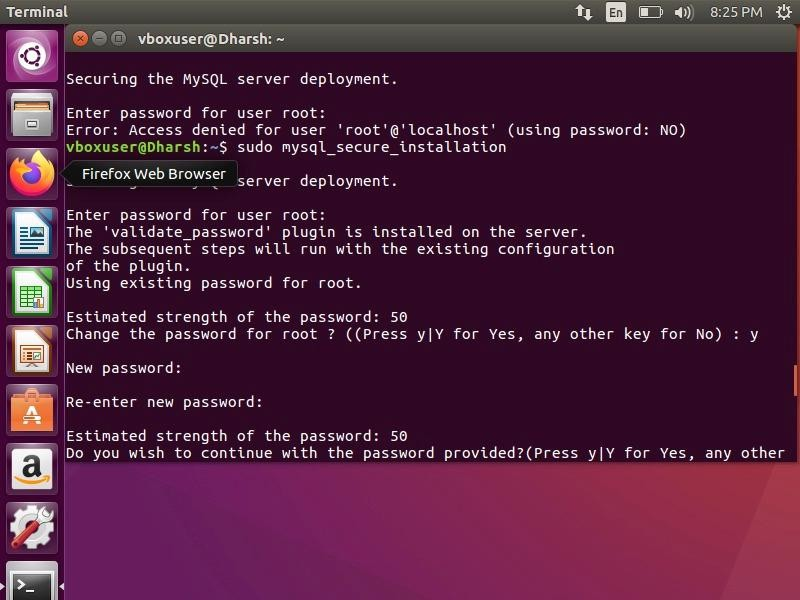 Terminal
En
8:25 PM
vboxuser@Dharsh: ~
Securing the MySQL server deployment.
Enter password for user root:
Error: Access denied for user 'root'@'localhost' (using password: NO)
vboxuser@Dharsh:~$ sudo mysql_secure_installation
Firefox Web Browser
server deployment.
Enter password for user root:
The 'validate_password' plugin is installed on the server.
The subsequent steps will run with the existing configuration
of the plugin.
Using existing password for root.
Estimated strength of the password: 50
Change the password for root ? ((Press y|Y for Yes, any other key for No) : y
New password:
Re-enter new password:
Estimated strength of the password: 50
Do you wish to continue with the password provided?(Press y|Y for Yes, any other